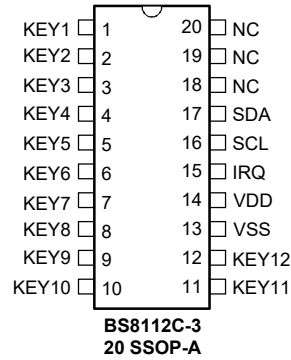 KEY1 1 20 NC
KEY2 2 19 NC
KEY3 3 18 NC
KEY4 4 17 SDA
KEY5 5 16 SCL
KEY6 6 15 IRQ
KEY7 7 14 VDD
KEY8 8 13 VSS
KEY9 9 12 KEY12
KEY10 10 11 KEY11
BS8112C-3
20 SSOP-A